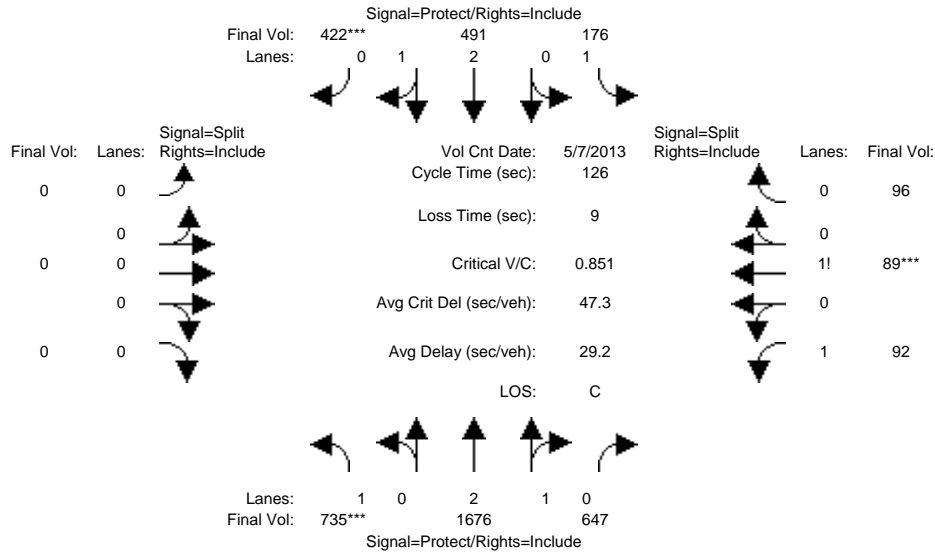 Signal=Protect/Rights=Include
Final Vol: 422*** 491 176
Lanes: 0 1 2 0 1
Signal=Split
Final Vol: Lanes: Rights=Include
Vol Cnt Date: 5/7/2013
Signal=Split
Rights=Include Lanes: Final Vol:
Cycle Time (sec): 126
0 0 0 96
Loss Time (sec): 9
0 0
0 0 Critical V/C: 0.851 1! 89***
0 Avg Crit Del (sec/veh): 47.3 0
0 0 Avg Delay (sec/veh): 29.2 1 92
LOS: C
Lanes: 1 0 2 1 0
Final Vol: 735*** 1676 647
Signal=Protect/Rights=Include